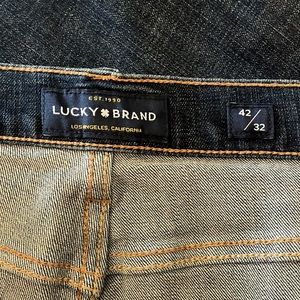 EST. 1990
LUCKY BRAND
LOS ANGELES, CALIFORNIA
42/32